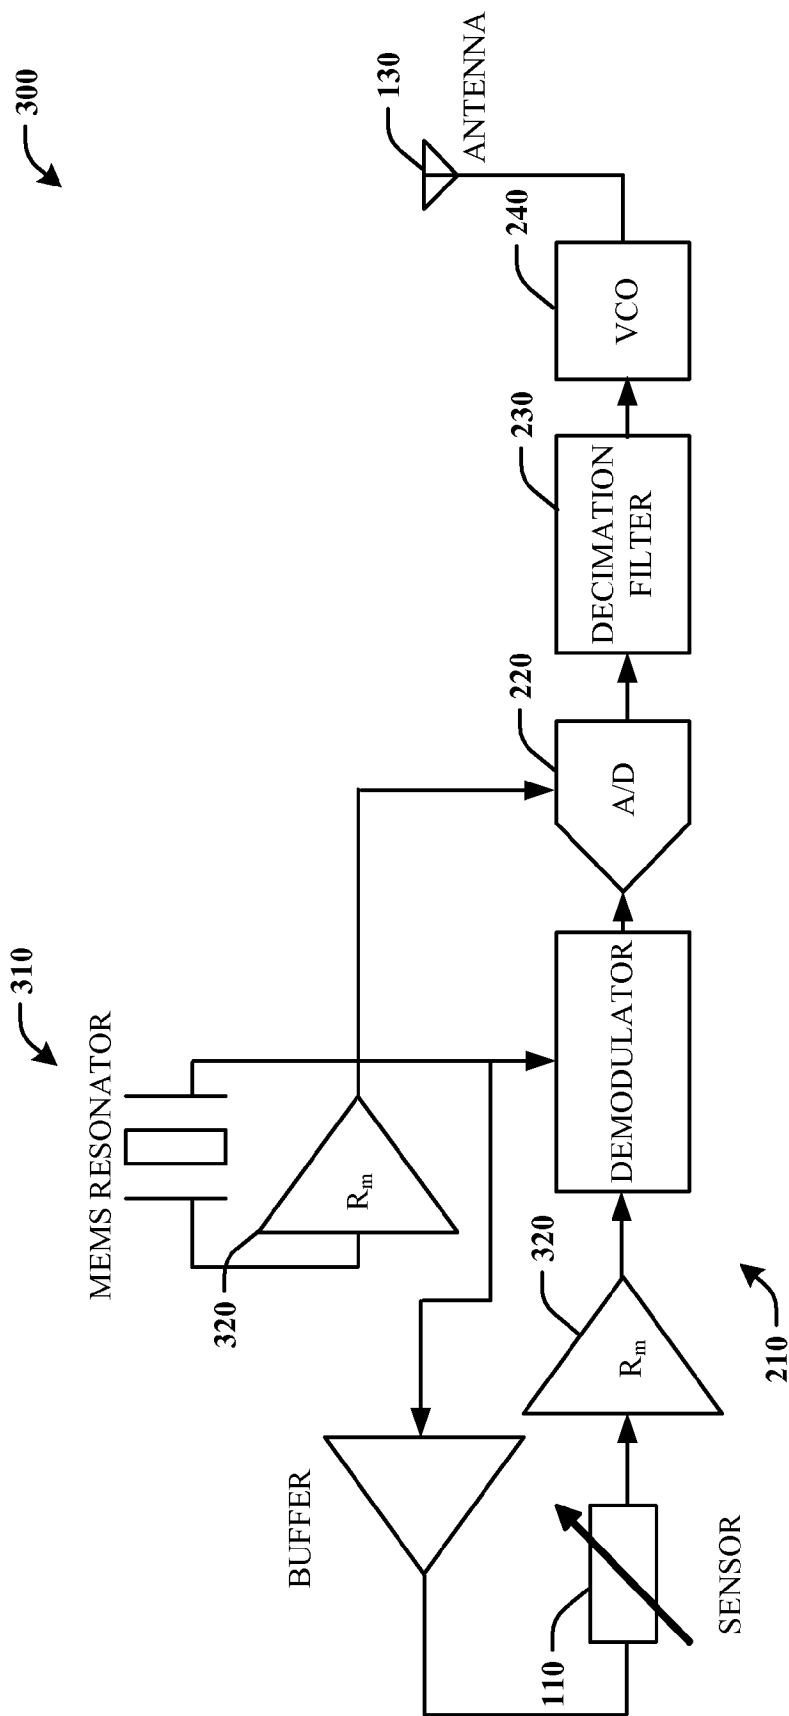 300
310
MEMS RESONATOR
320
Rm
130
ANTENNA
BUFFER
110
SENSOR
320
Rm
210
DEMODULATOR
220
A/D
230
DECIMATION
FILTER
240
VCO